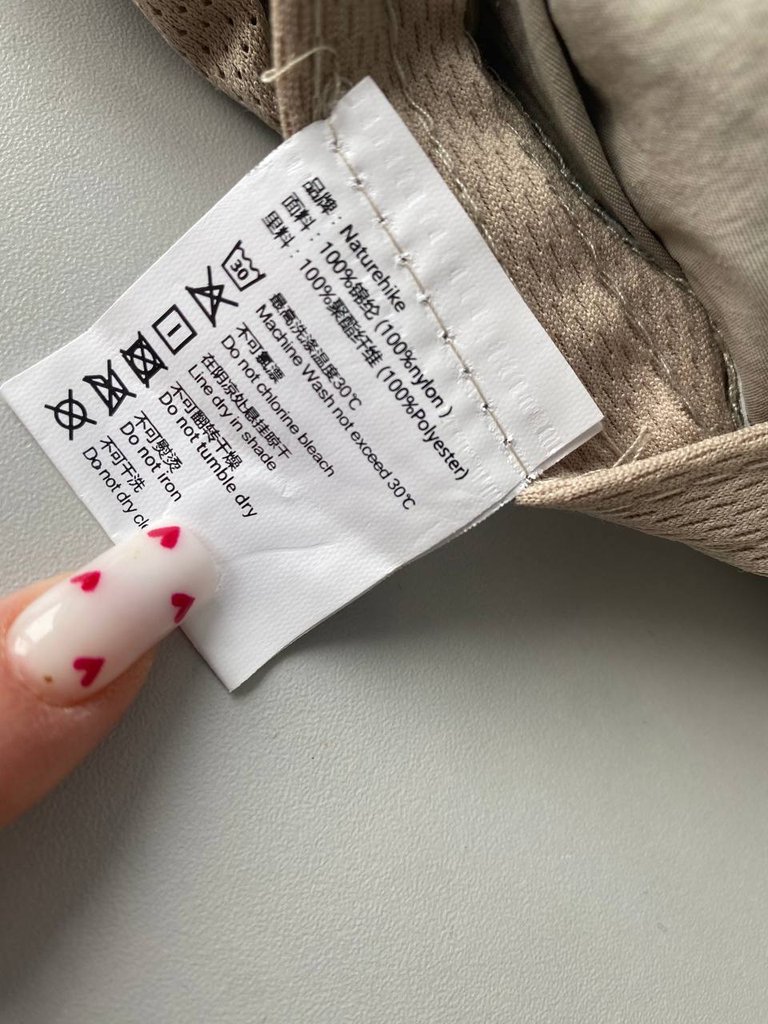 品牌：Naturehike
面料：100%锦纶 (100%nylon)
里料：100%聚酯纤维 (100%Polyester)
30
最高洗涤温度30℃
Machine Wash not exceed 30℃
不可氯漂
Do not chlorine bleach
在阴凉处悬挂晾干
Line dry in shade
不可翻转干燥
Do not tumble dry
不可熨烫
Do not iron
不可干洗
Do not dry cle